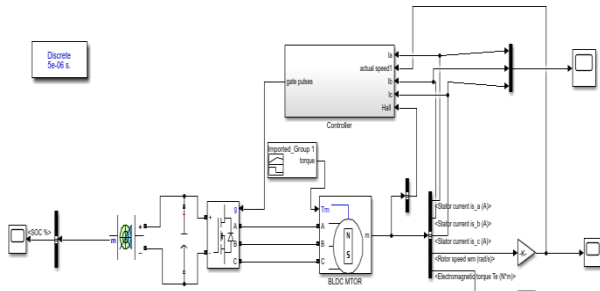 Discrete
5e-06 s.
Ia
actual speed1
Ib
Ic
Hall
gate pulses
Controller
Imported_Group 1
torque
<SOC %>
m
+
-
+
-
g
A
B
C
Tm
A
B
C
m
N
S
BLDC MTOR
<Stator current is_a (A)>
<Stator current is_b (A)>
<Stator current is_c (A)>
<Rotor speed wm (rad/s)>
<Electromagnetic torque Te (N*m)>
-K-